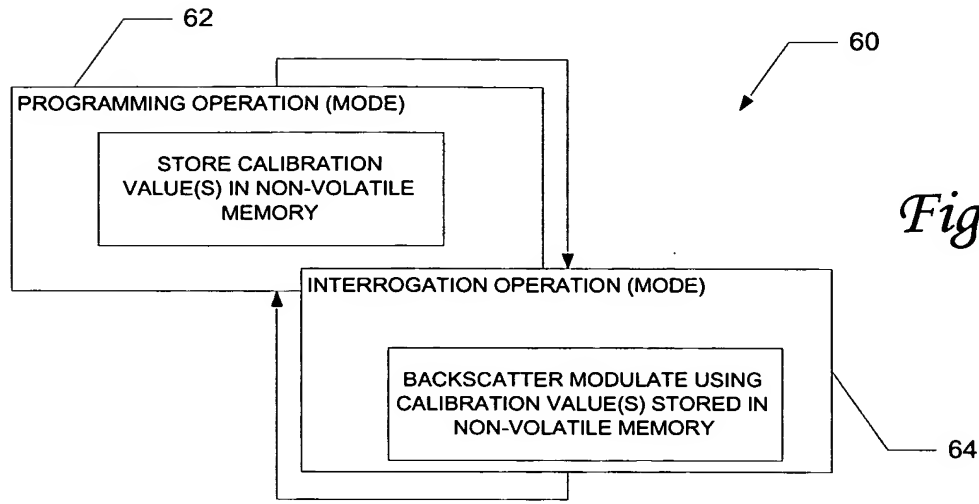 62
60
PROGRAMMING OPERATION (MODE)
STORE CALIBRATION
VALUE(S) IN NON-VOLATILE
MEMORY
Fig
INTERROGATION OPERATION (MODE)
BACKSCATTER MODULATE USING
CALIBRATION VALUE(S) STORED IN
NON-VOLATILE MEMORY
64